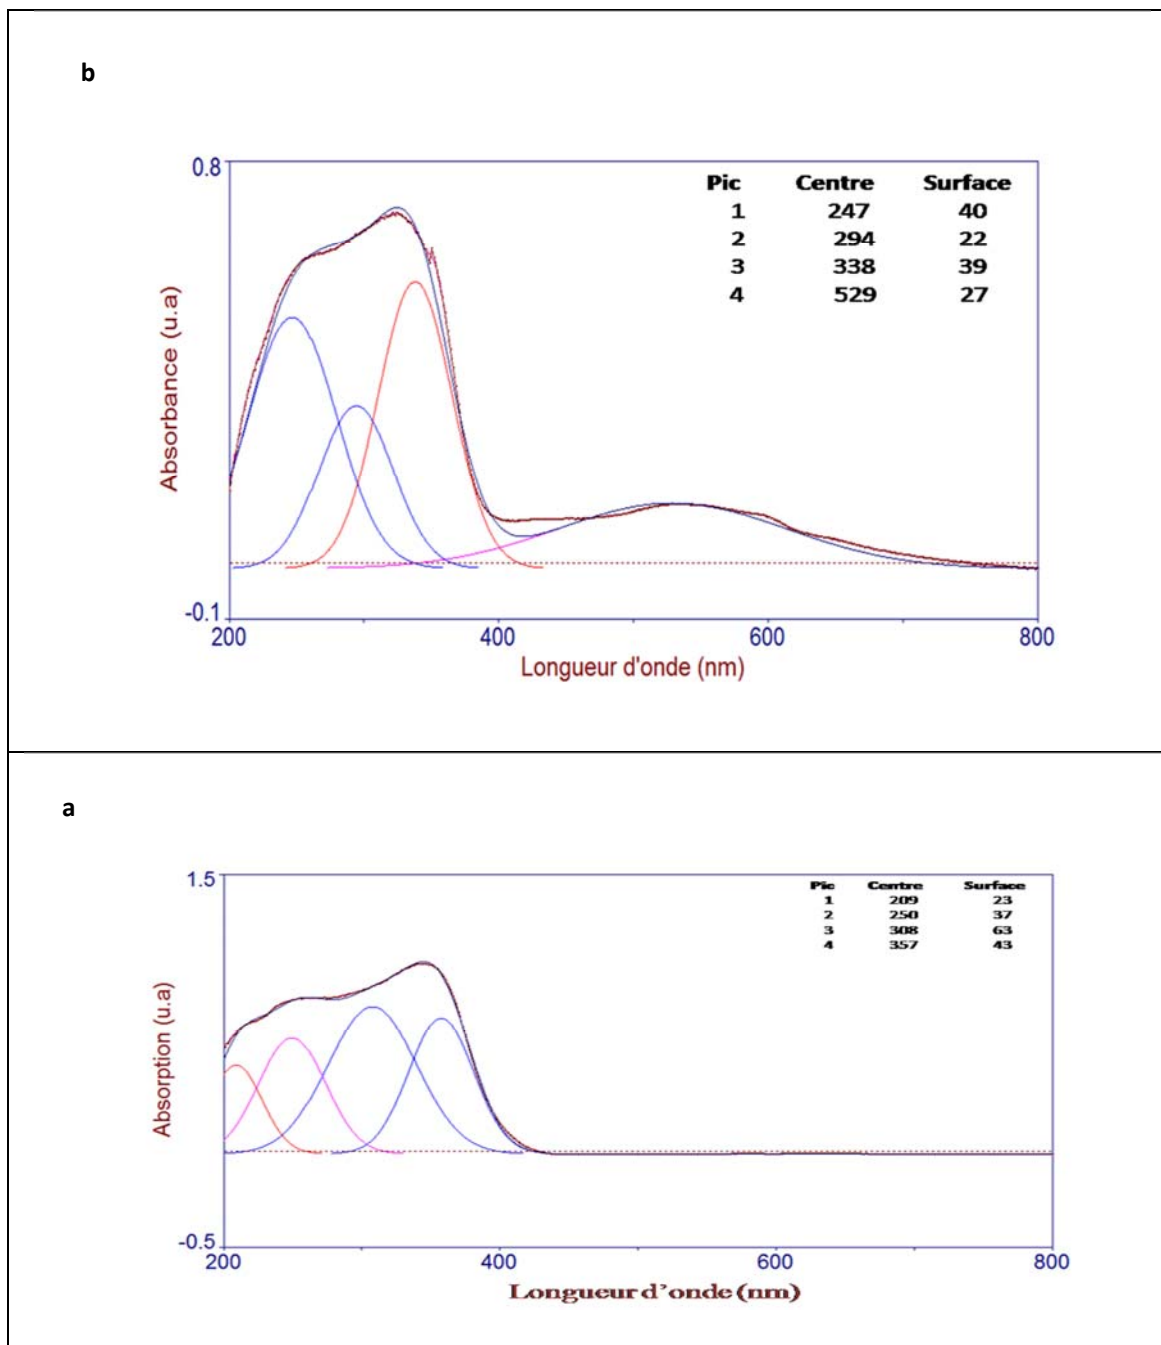 b
0.8
Pic Centre Surface
1 247 40
2 294 22
3 338 39
4 529 27
Absorbance (u.a)
-0.1
200 400 600 800
Longueur d'onde (nm)
a
1.5
Pic Centre Surface
1 209 23
2 250 37
3 308 63
4 357 43
Absorption (u.a)
-0.5
200 400 600 800
Longueur d'onde (nm)